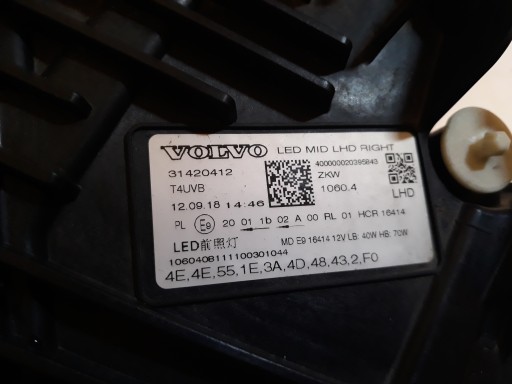 VOLVO LED MID LHD RIGHT
31420412 400000020395843
T4UVB ZKW
12.09.18 14:46 1060.4 LHD
PL E9 20 01 1b 02 A 00 RL 01 HCR 16414
LED前照灯 MD E9 16414 12V LB: 40W HB: 70W
1060408111100301044
4E,4E,55,1E,3A,4D,48,43,2,F0